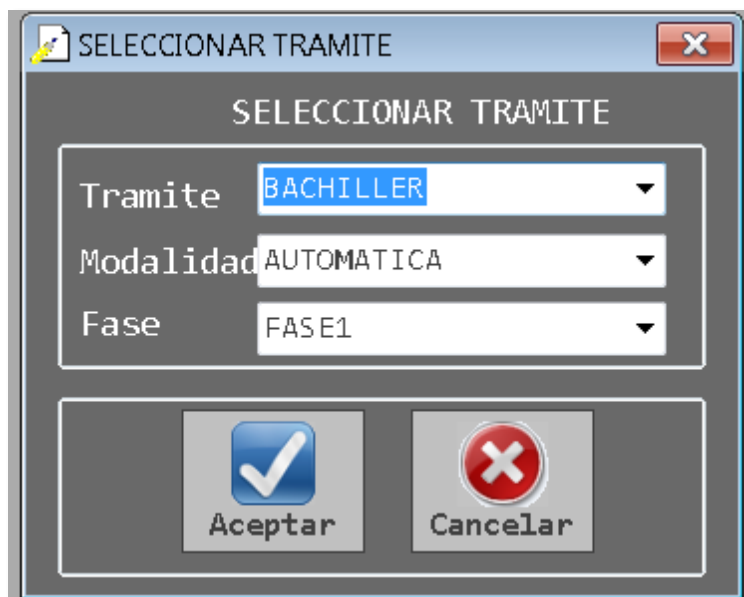 SELECCIONAR TRAMITE
SELECCIONAR TRAMITE
Tramite BACHILLER
Modalidad AUTOMATICA
Fase FASE1
Aceptar Cancelar